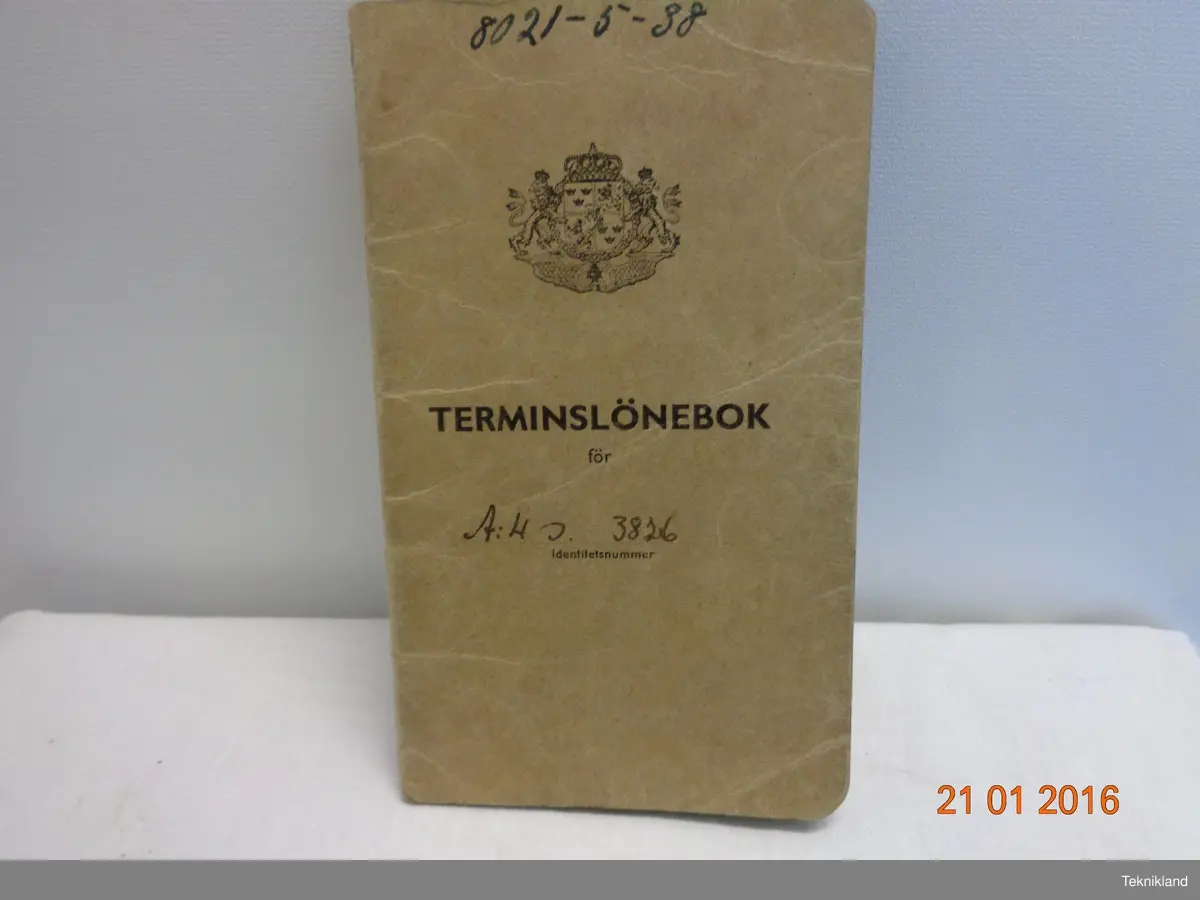 8021-5-38
TERMINSLÖNEBOK
för
A:4 3826
Identitetsnummer
21 01 2016
Teknikland